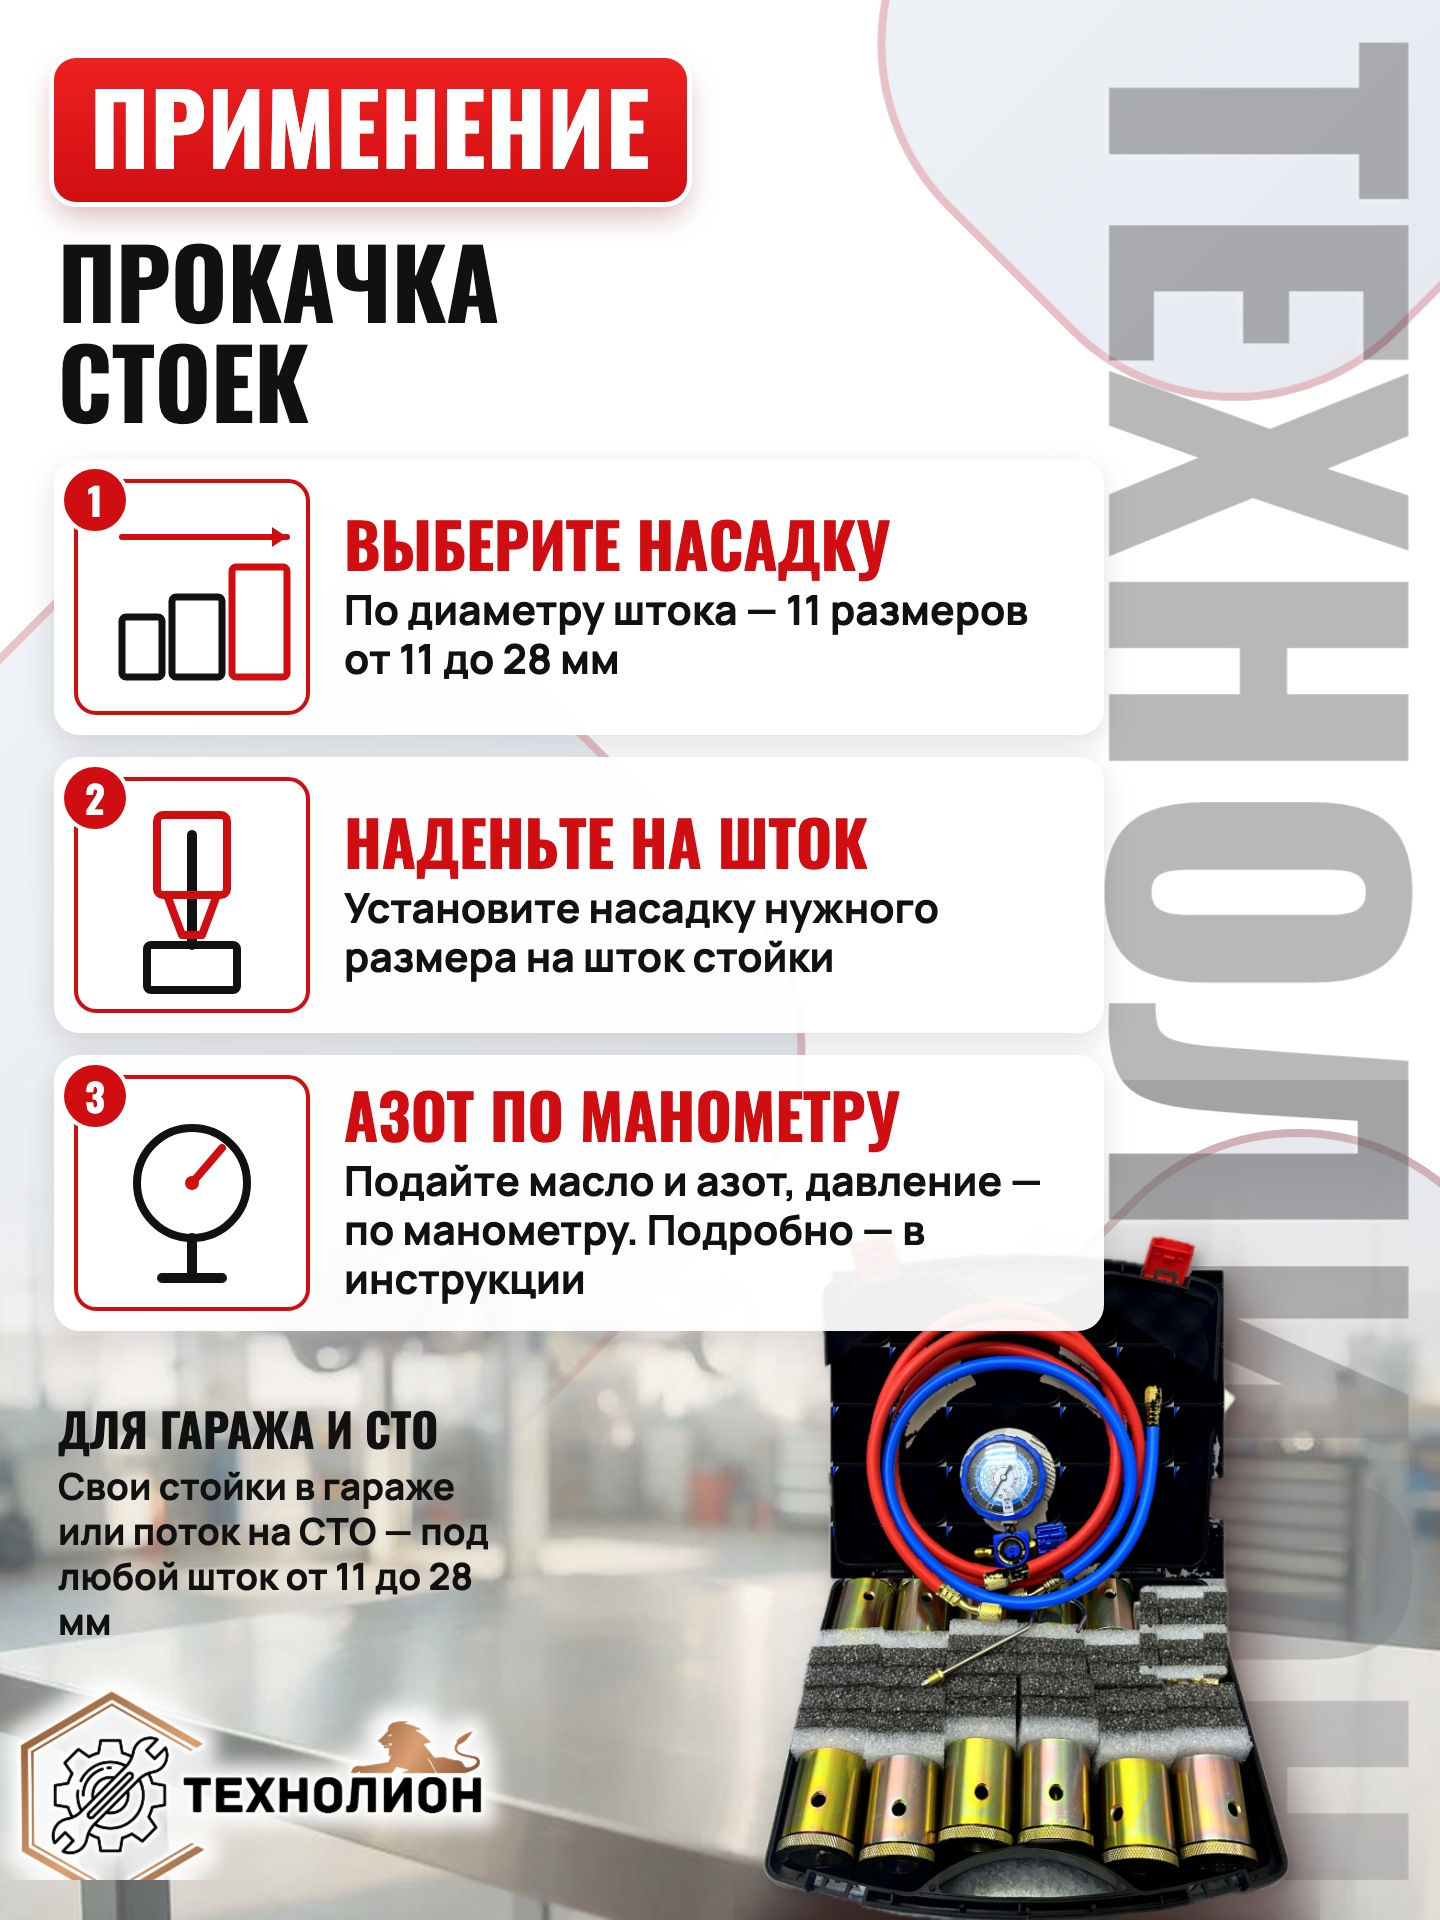 ПРИМЕНЕНИЕ
ПРОКАЧКА
СТОЕК
1
ВЫБЕРИТЕ НАСАДКУ
По диаметру штока — 11 размеров
от 11 до 28 мм
2
НАДЕНЬТЕ НА ШТОК
Установите насадку нужного
размера на шток стойки
3
АЗОТ ПО МАНОМЕТРУ
Подайте масло и азот, давление —
по манометру. Подробно — в
инструкции
ДЛЯ ГАРАЖА И СТО
Свои стойки в гараже
или поток на СТО — под
любой шток от 11 до 28
мм
ТЕХНОЛИОН
ТЕХНОЛИОН